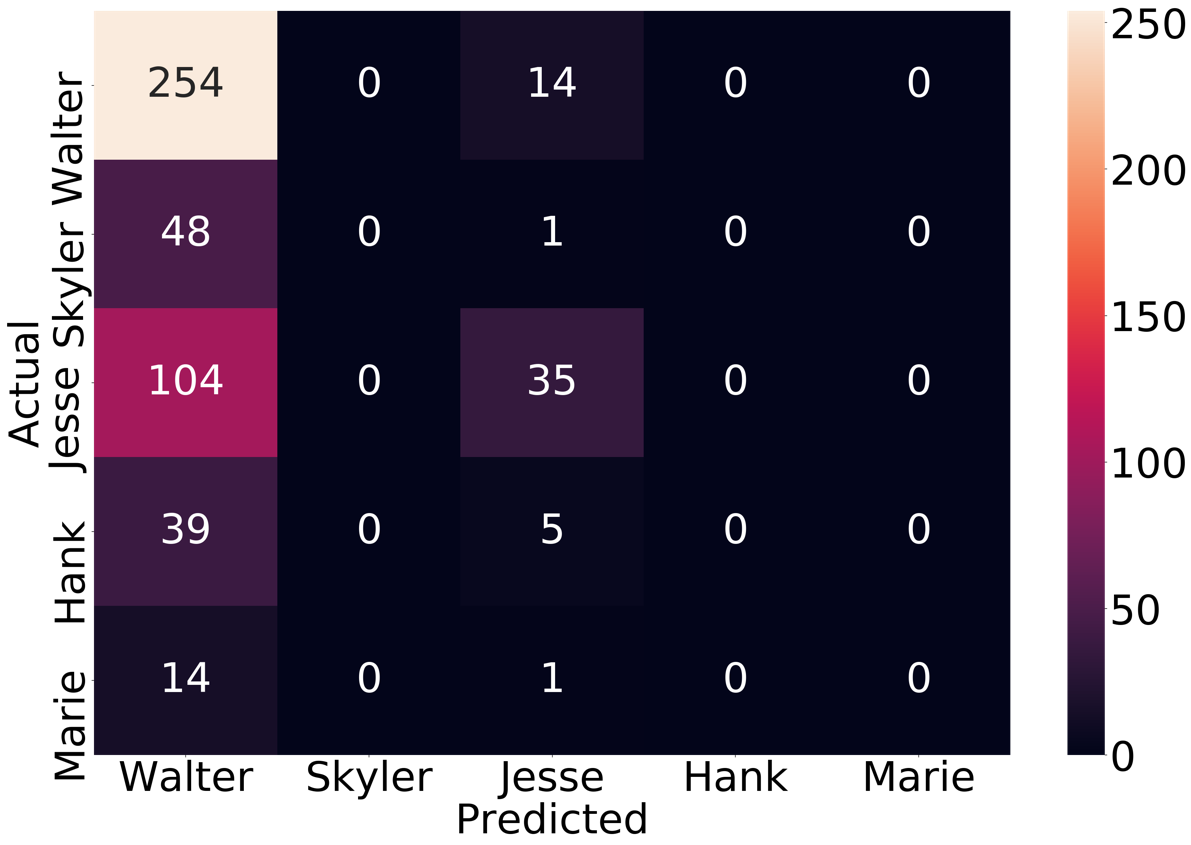 Actual
Walter 254 0 14 0 0
Skyler 48 0 1 0 0
Jesse 104 0 35 0 0
Hank 39 0 5 0 0
Marie 14 0 1 0 0
Walter Skyler Jesse Hank Marie
Predicted
250
200
150
100
50
0